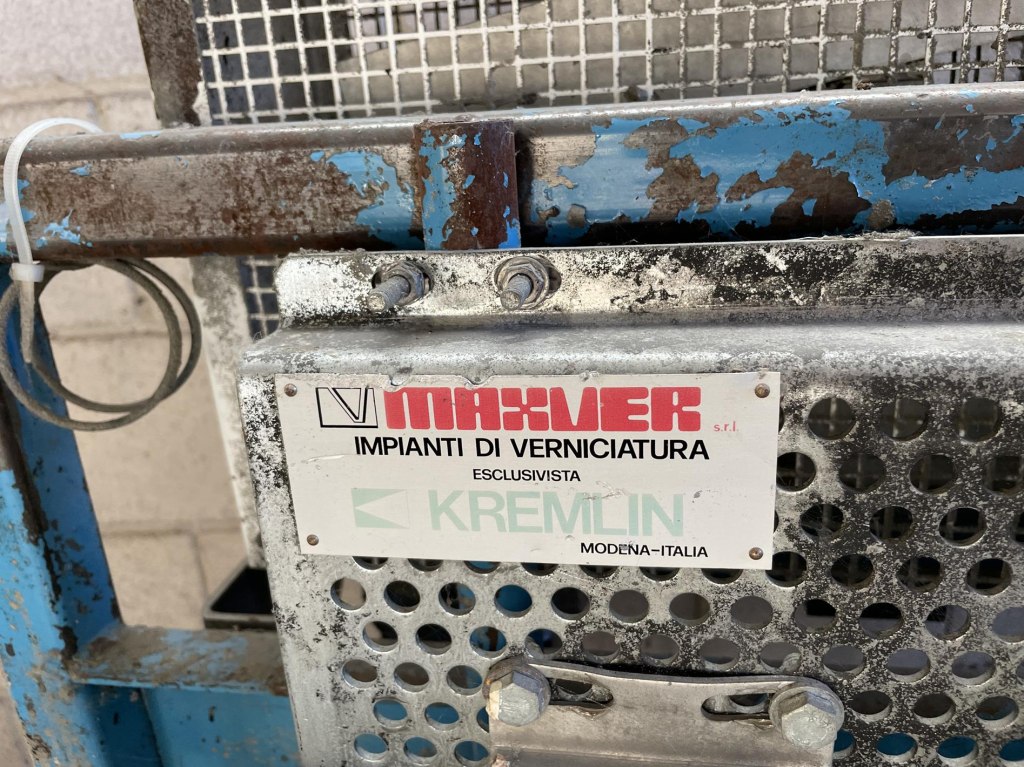 V MAXVER s.r.l.
IMPIANTI DI VERNICIATURA
ESCLUSIVISTA
KREMLIN
MODENA-ITALIA